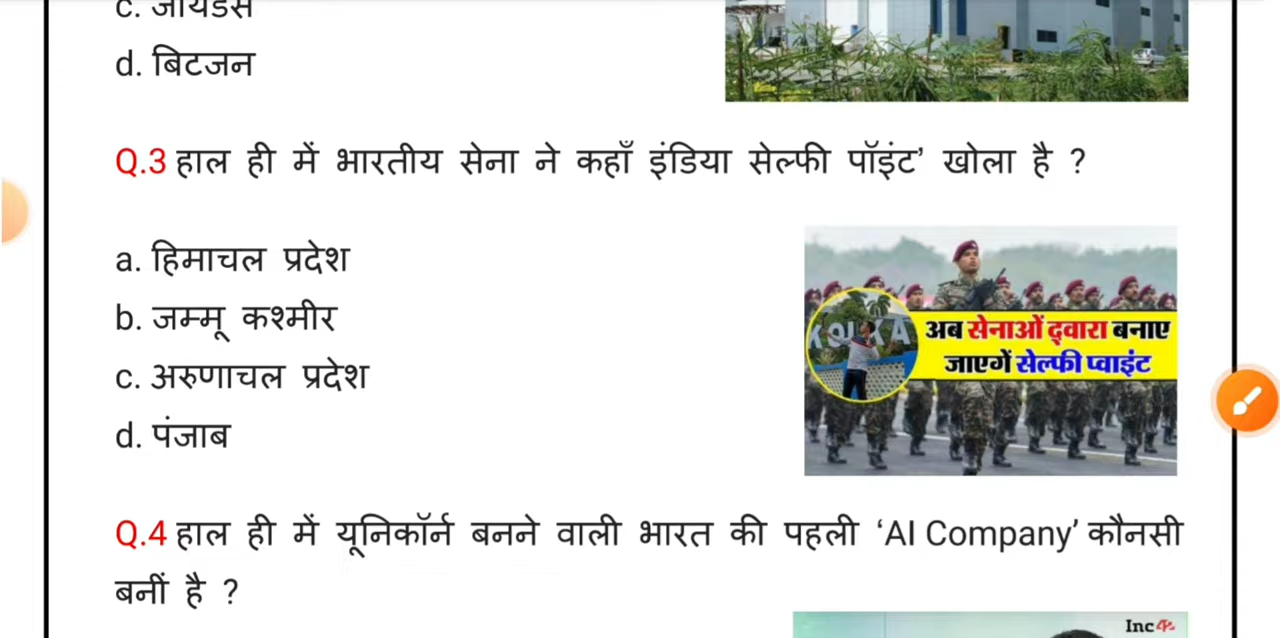 c. जायडस
d. बिटजन
Q.3 हाल ही में भारतीय सेना ने कहाँ इंडिया सेल्फी पॉइंट’ खोला है ?
a. हिमाचल प्रदेश
b. जम्मू कश्मीर
c. अरुणाचल प्रदेश
d. पंजाब
अब सेनाओं द्वारा बनाए
जाएगें सेल्फी प्वाइंट
Q.4 हाल ही में यूनिकॉर्न बनने वाली भारत की पहली ‘AI Company’ कौनसी
बनीं है ?
Inc42